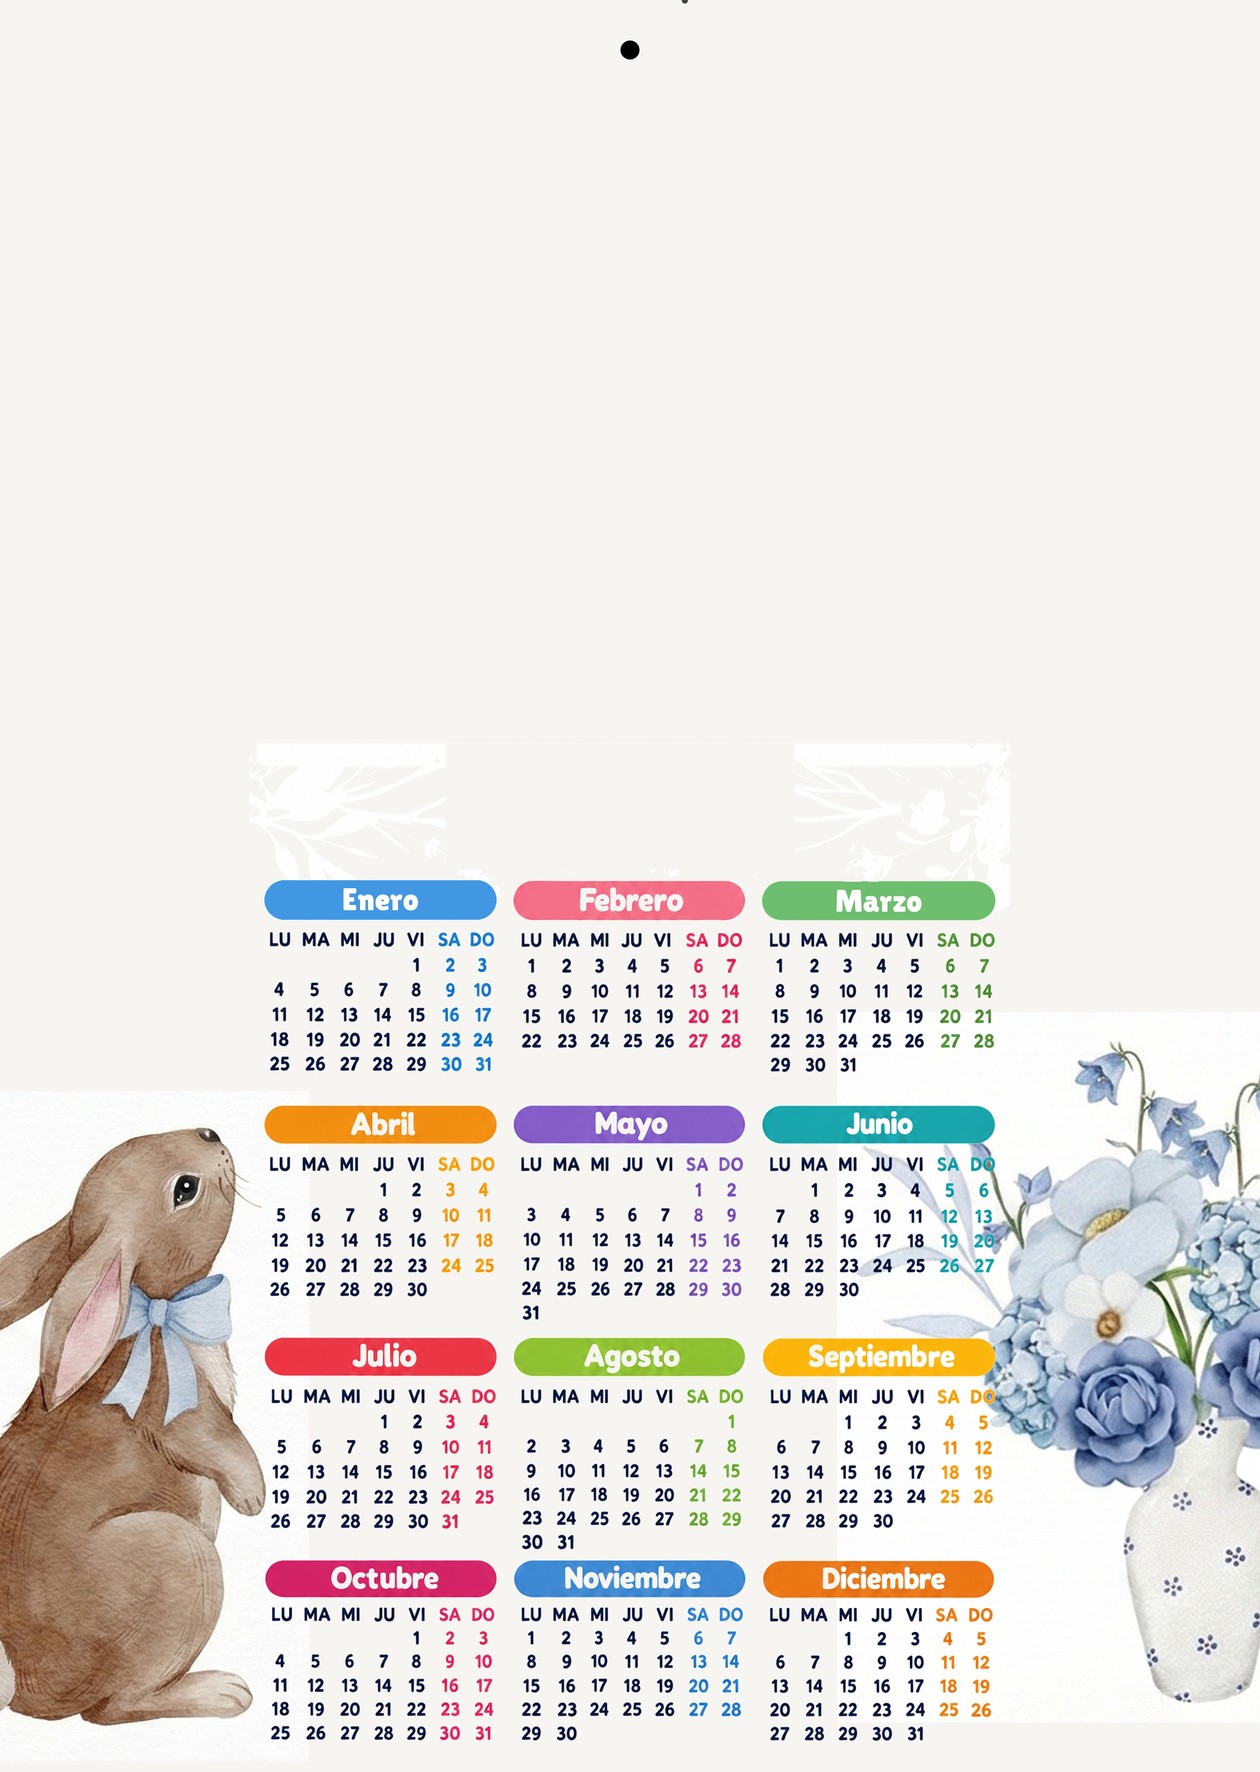 Enero Febrero Marzo
LU MA MI JU VI SA DO LU MA MI JU VI SA DO LU MA MI JU VI SA DO
1 2 3 1 2 3 4 5 6 7 1 2 3 4 5 6 7
4 5 6 7 8 9 10 8 9 10 11 12 13 14 8 9 10 11 12 13 14
11 12 13 14 15 16 17 15 16 17 18 19 20 21 15 16 17 18 19 20 21
18 19 20 21 22 23 24 22 23 24 25 26 27 28 22 23 24 25 26 27 28
25 26 27 28 29 30 31 29 30 31
Abril Mayo Junio
LU MA MI JU VI SA DO LU MA MI JU VI SA DO LU MA MI JU VI SA DO
1 2 3 4 1 2 1 2 3 4 5 6
5 6 7 8 9 10 11 3 4 5 6 7 8 9 7 8 9 10 11 12 13
12 13 14 15 16 17 18 10 11 12 13 14 15 16 14 15 16 17 18 19 20
19 20 21 22 23 24 25 17 18 19 20 21 22 23 21 22 23 24 25 26 27
26 27 28 29 30 24 25 26 27 28 29 30 28 29 30
31
Julio Agosto Septiembre
LU MA MI JU VI SA DO LU MA MI JU VI SA DO LU MA MI JU VI SA DO
1 2 3 4 1 1 2 3 4 5
5 6 7 8 9 10 11 2 3 4 5 6 7 8 6 7 8 9 10 11 12
12 13 14 15 16 17 18 9 10 11 12 13 14 15 13 14 15 16 17 18 19
19 20 21 22 23 24 25 16 17 18 19 20 21 22 20 21 22 23 24 25 26
26 27 28 29 30 31 23 24 25 26 27 28 29 27 28 29 30
30 31
Octubre Noviembre Diciembre
LU MA MI JU VI SA DO LU MA MI JU VI SA DO LU MA MI JU VI SA DO
1 2 3 1 2 3 4 5 6 7 1 2 3 4 5
4 5 6 7 8 9 10 8 9 10 11 12 13 14 6 7 8 9 10 11 12
11 12 13 14 15 16 17 15 16 17 18 19 20 21 13 14 15 16 17 18 19
18 19 20 21 22 23 24 22 23 24 25 26 27 28 20 21 22 23 24 25 26
25 26 27 28 29 30 31 29 30 27 28 29 30 31